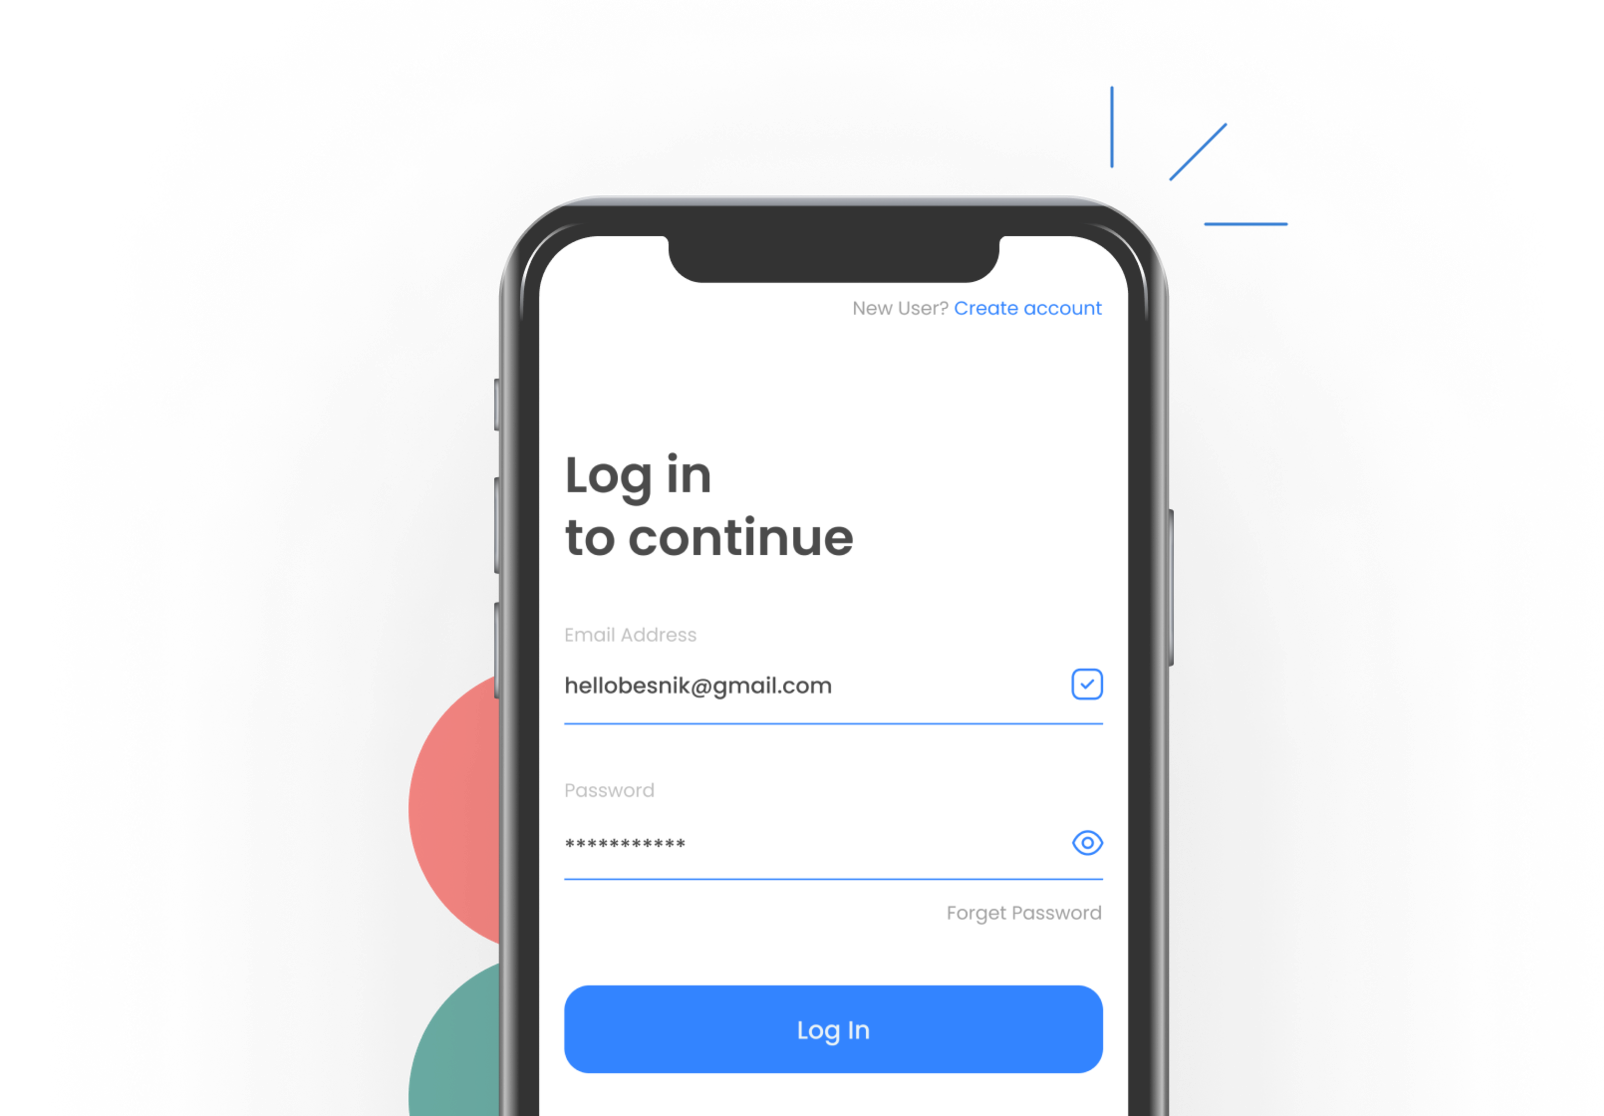 New User? Create account
Log in
to continue
Email Address
hellobesnik@gmail.com
Password
***********
Forget Password
Log In